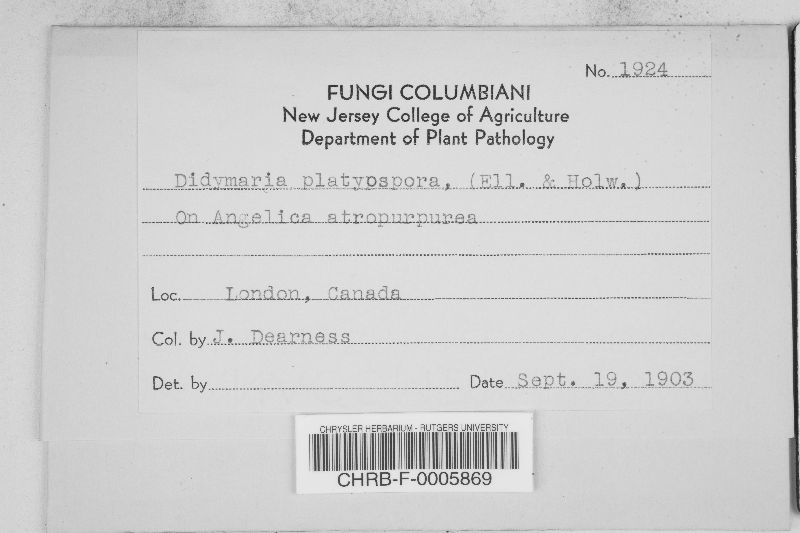 No. 1924
FUNGI COLUMBIANI
New Jersey College of Agriculture
Department of Plant Pathology
Didymaria platyospora, (Ell. & Holw.)
On Angelica atropurpurea
Loc. London, Canada
Col. by J. Dearness
Det. by
Date Sept. 19, 1903
CHRYSLER HERBARIUM - RUTGERS UNIVERSITY
CHRB-F-0005869